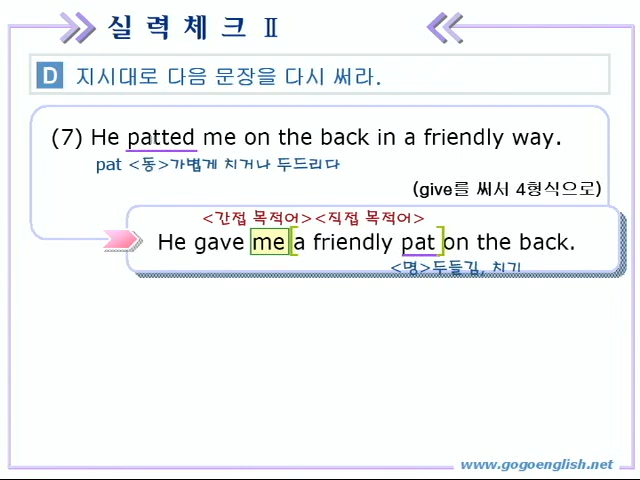 실 력 체 크 Ⅱ
D 지시대로 다음 문장을 다시 써라.
(7) He patted me on the back in a friendly way.
pat <동>가볍게 치거나 두드리다
(give를 써서 4형식으로)
<간접 목적어><직접 목적어>
He gave me [a friendly pat] on the back.
<명>두들김, 치기
www.gogoenglish.net